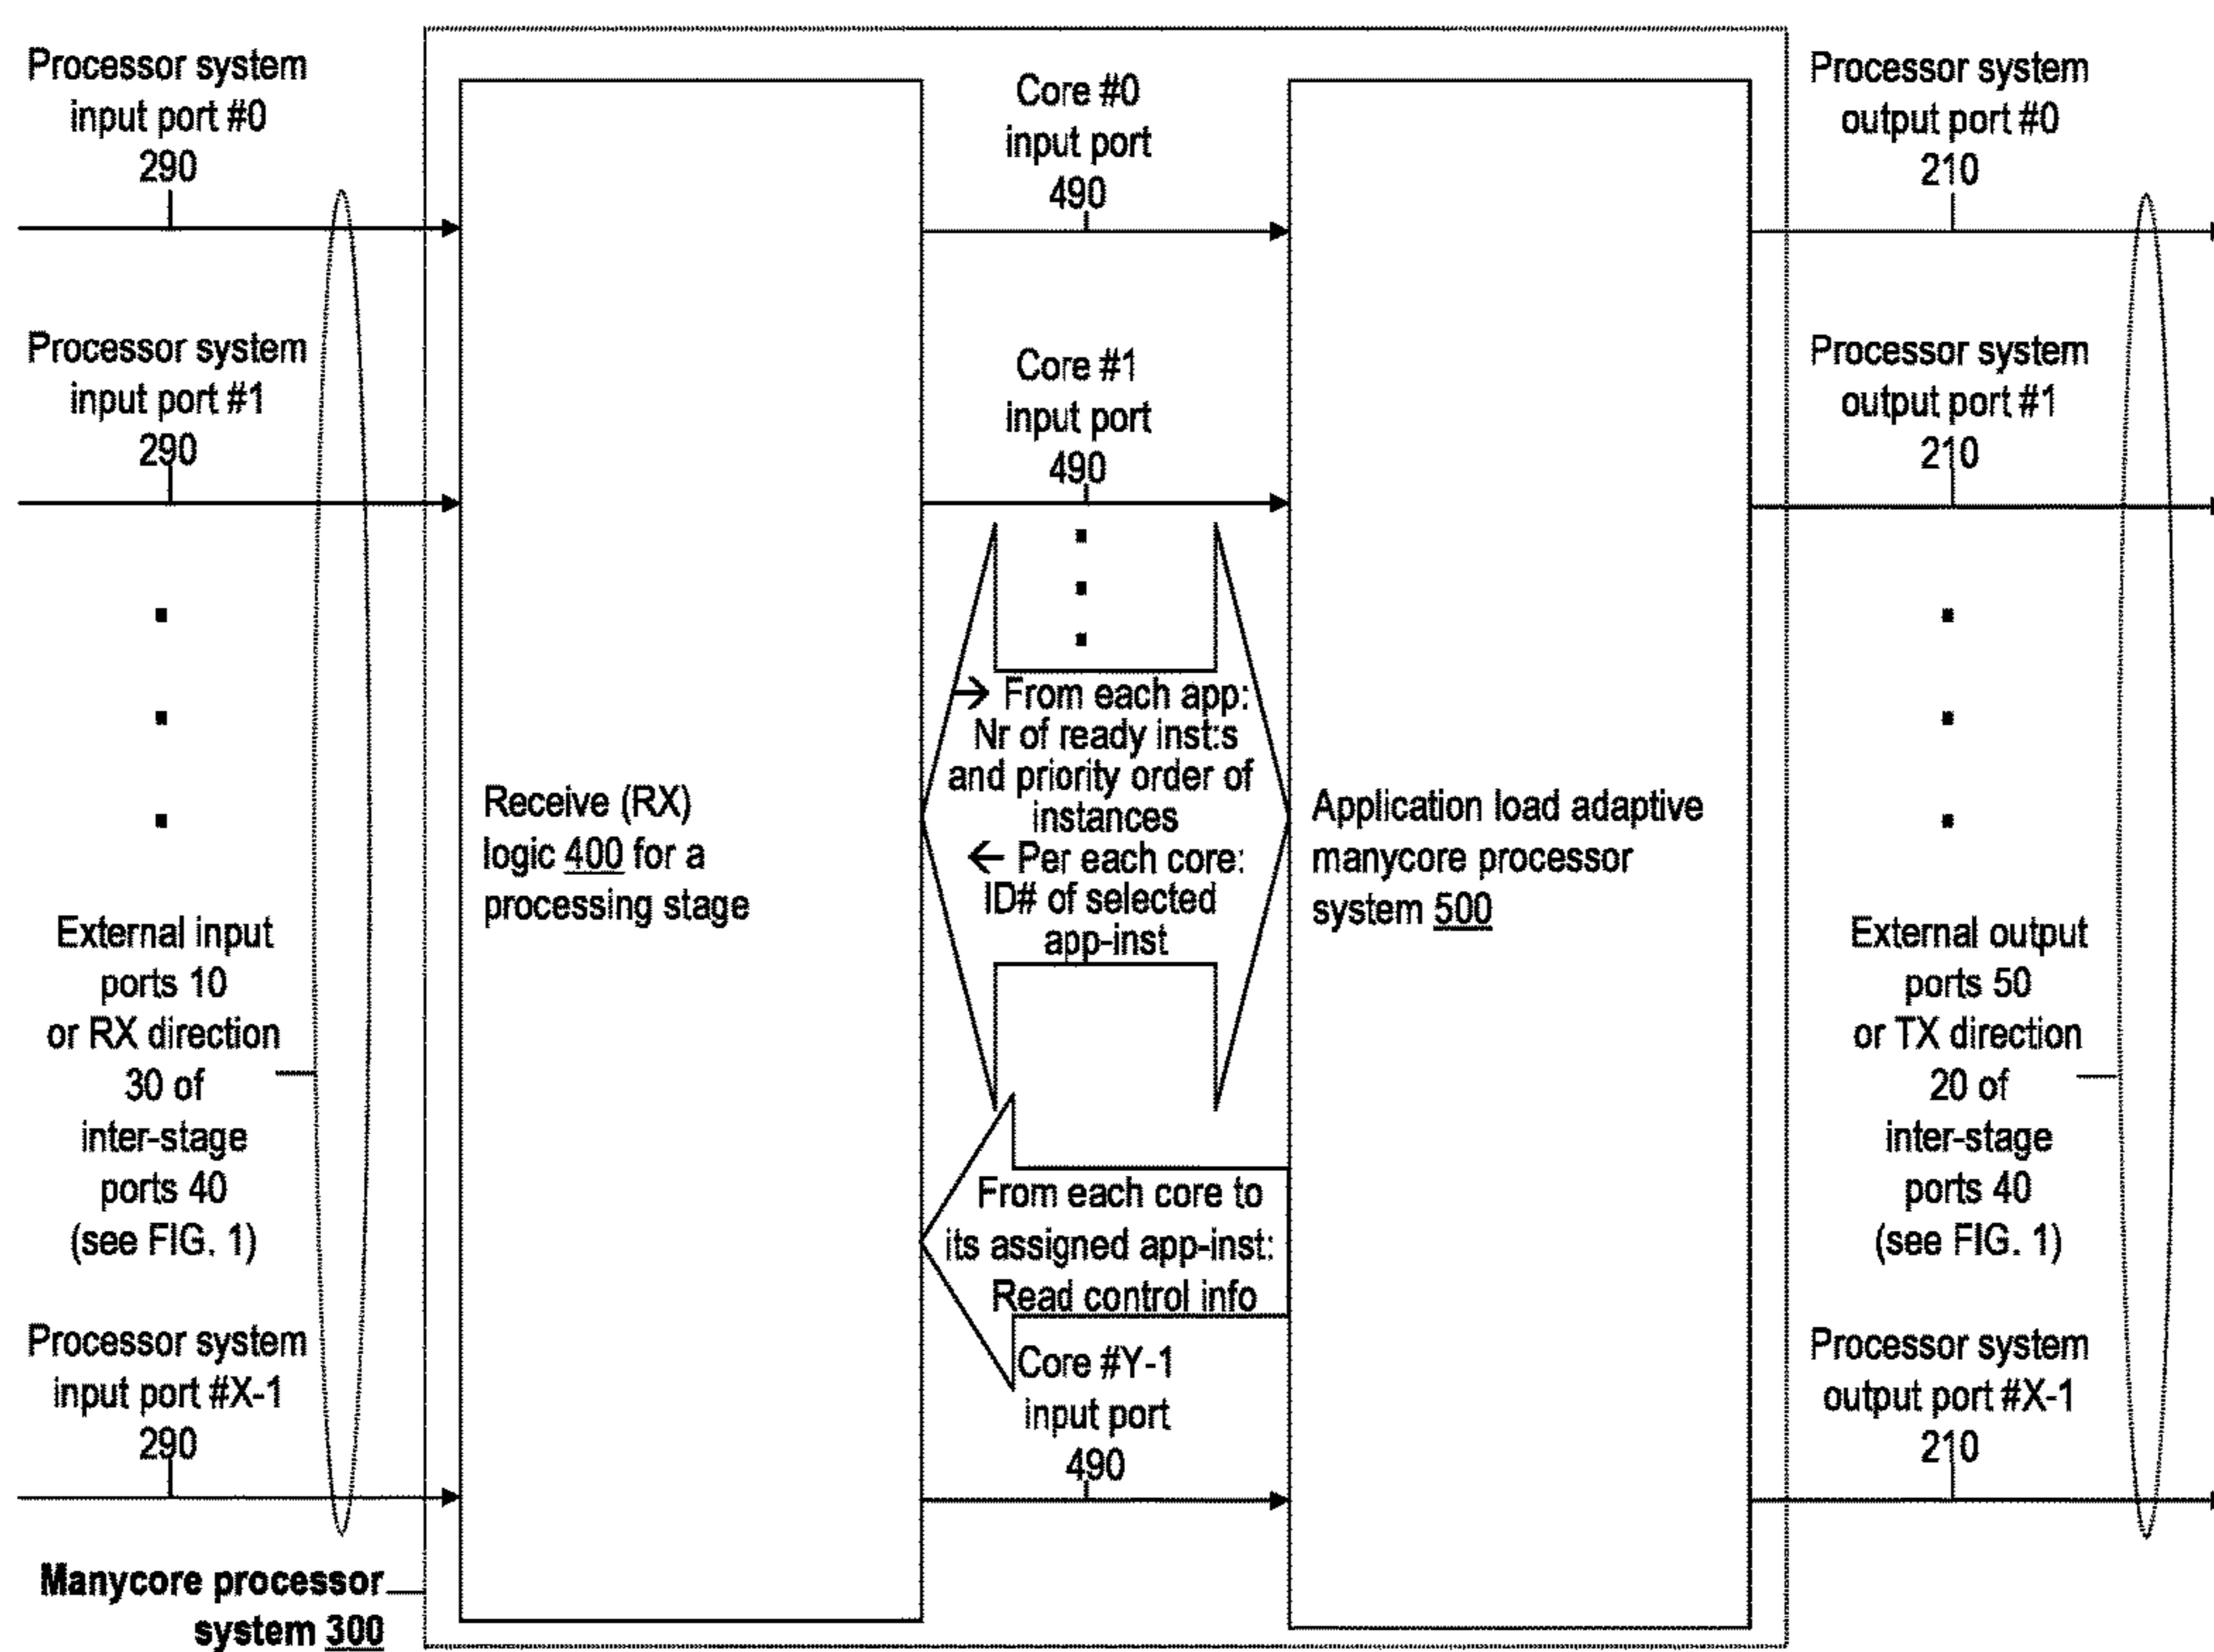 Processor system
input port #0
290
Processor system
input port #1
290
External input
ports 10
or RX direction
30 of
inter-stage
ports 40
(see FIG. 1)
Processor system
input port #X-1
290
Manycore processor
system 300
Receive (RX)
logic 400 for a
processing stage
Core #0
input port
490
Core #1
input port
490
→ From each app:
Nr of ready inst:s
and priority order of
instances
← Per each core:
ID# of selected
app-inst
From each core to
its assigned app-inst:
Read control info
Core #Y-1
input port
490
Application load adaptive
manycore processor
system 500
Processor system
output port #0
210
Processor system
output port #1
210
External output
ports 50
or TX direction
20 of
inter-stage
ports 40
(see FIG. 1)
Processor system
output port #X-1
210